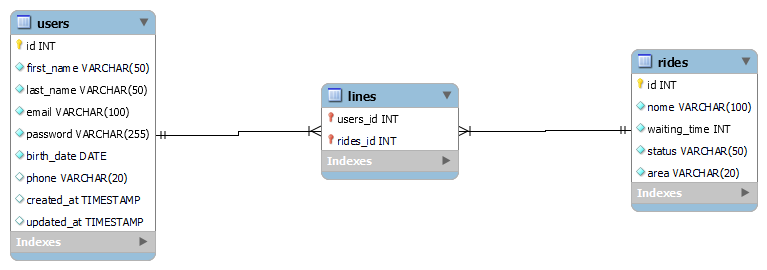 users
id INT
first_name VARCHAR(50)
last_name VARCHAR(50)
email VARCHAR(100)
password VARCHAR(255)
birth_date DATE
phone VARCHAR(20)
created_at TIMESTAMP
updated_at TIMESTAMP
Indexes
lines
users_id INT
rides_id INT
Indexes
rides
id INT
nome VARCHAR(100)
waiting_time INT
status VARCHAR(50)
area VARCHAR(20)
Indexes